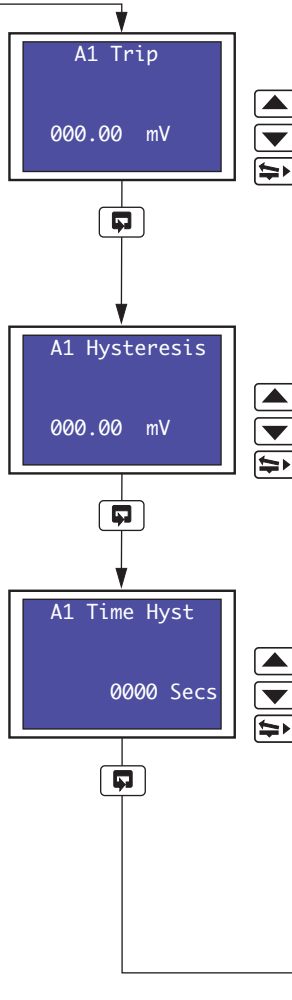 A1 Trip
000.00 mV
A1 Hysteresis
000.00 mV
A1 Time Hyst
0000 Secs